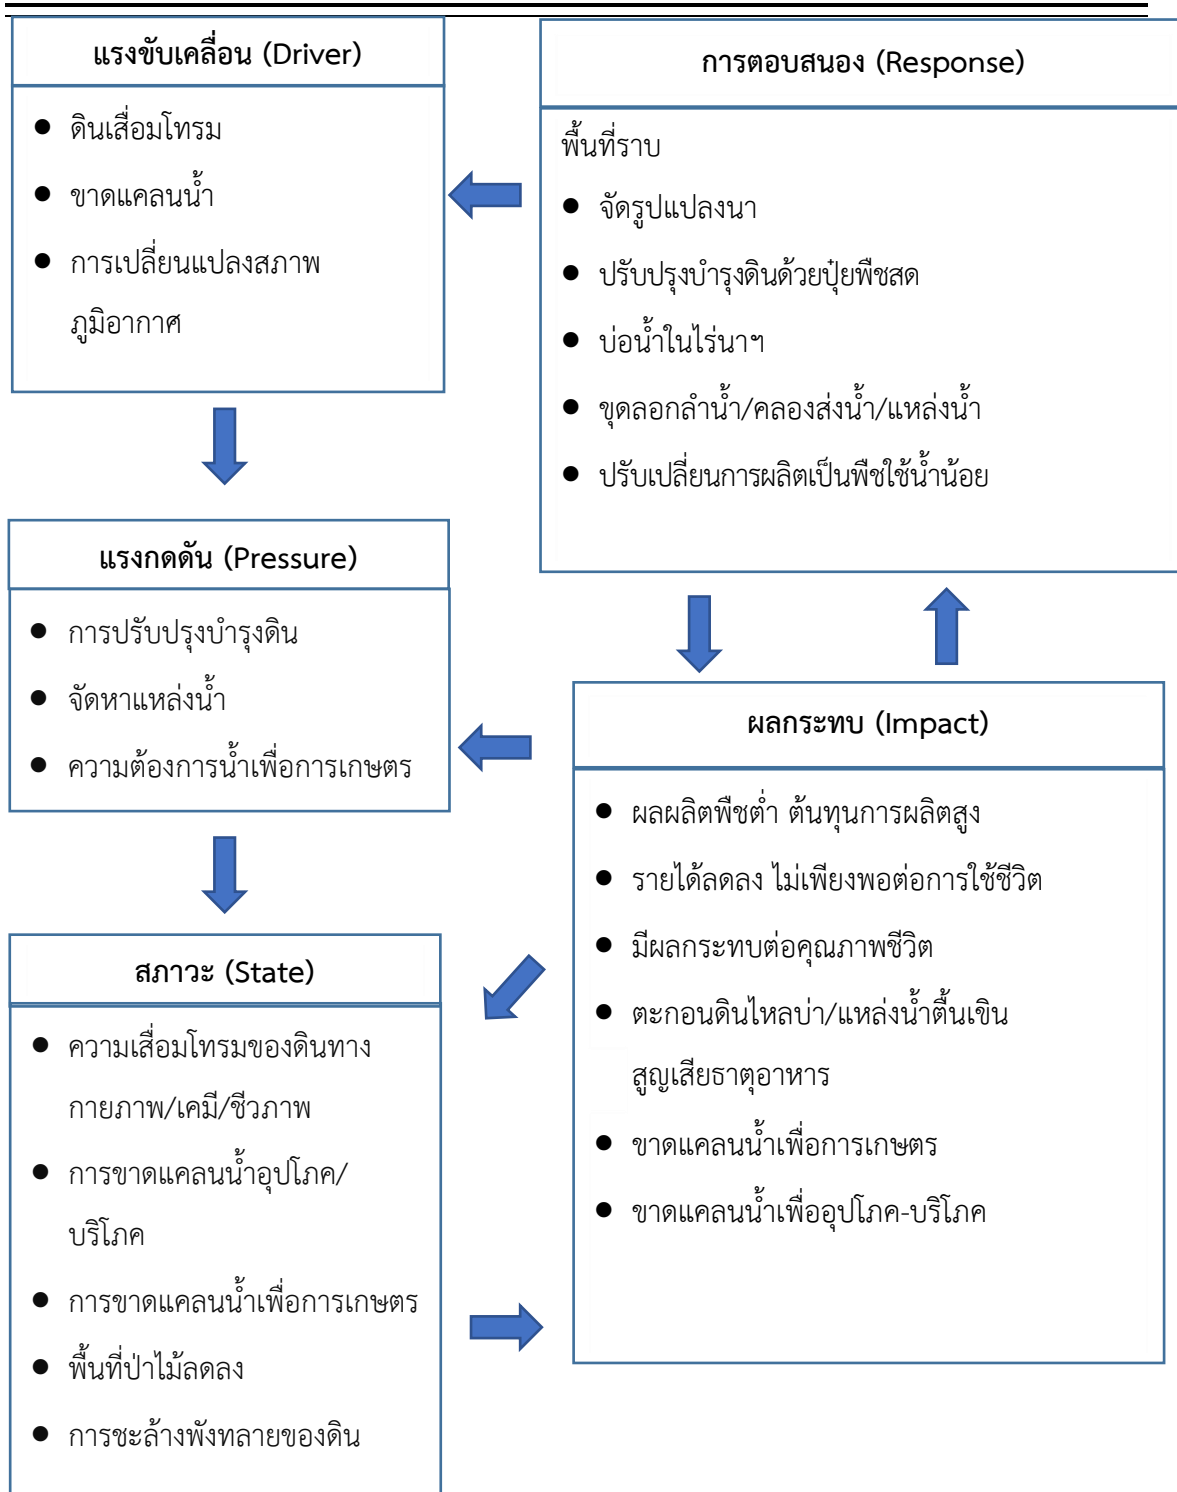 แรงขับเคลื่อน (Driver)
● ดินเสื่อมโทรม
● ขาดแคลนน้ำ
● การเปลี่ยนแปลงสภาพ
ภูมิอากาศ
การตอบสนอง (Response)
พื้นที่ราบ
● จัดรูปแปลงนา
● ปรับปรุงบำรุงดินด้วยปุ๋ยพืชสด
● บ่อน้ำในไร่นาฯ
● ขุดลอกลำน้ำ/คลองส่งน้ำ/แหล่งน้ำ
● ปรับเปลี่ยนการผลิตเป็นพืชใช้น้ำน้อย
แรงกดดัน (Pressure)
● การปรับปรุงบำรุงดิน
● จัดหาแหล่งน้ำ
● ความต้องการน้ำเพื่อการเกษตร
ผลกระทบ (Impact)
● ผลผลิตพืชต่ำ ต้นทุนการผลิตสูง
● รายได้ลดลง ไม่เพียงพอต่อการใช้ชีวิต
● มีผลกระทบต่อคุณภาพชีวิต
● ตะกอนดินไหลบ่า/แหล่งน้ำตื้นเขิน
สูญเสียธาตุอาหาร
● ขาดแคลนน้ำเพื่อการเกษตร
● ขาดแคลนน้ำเพื่ออุปโภค-บริโภค
สภาวะ (State)
● ความเสื่อมโทรมของดินทาง
กายภาพ/เคมี/ชีวภาพ
● การขาดแคลนน้ำอุปโภค/
บริโภค
● การขาดแคลนน้ำเพื่อการเกษตร
● พื้นที่ป่าไม้ลดลง
● การชะล้างพังทลายของดิน